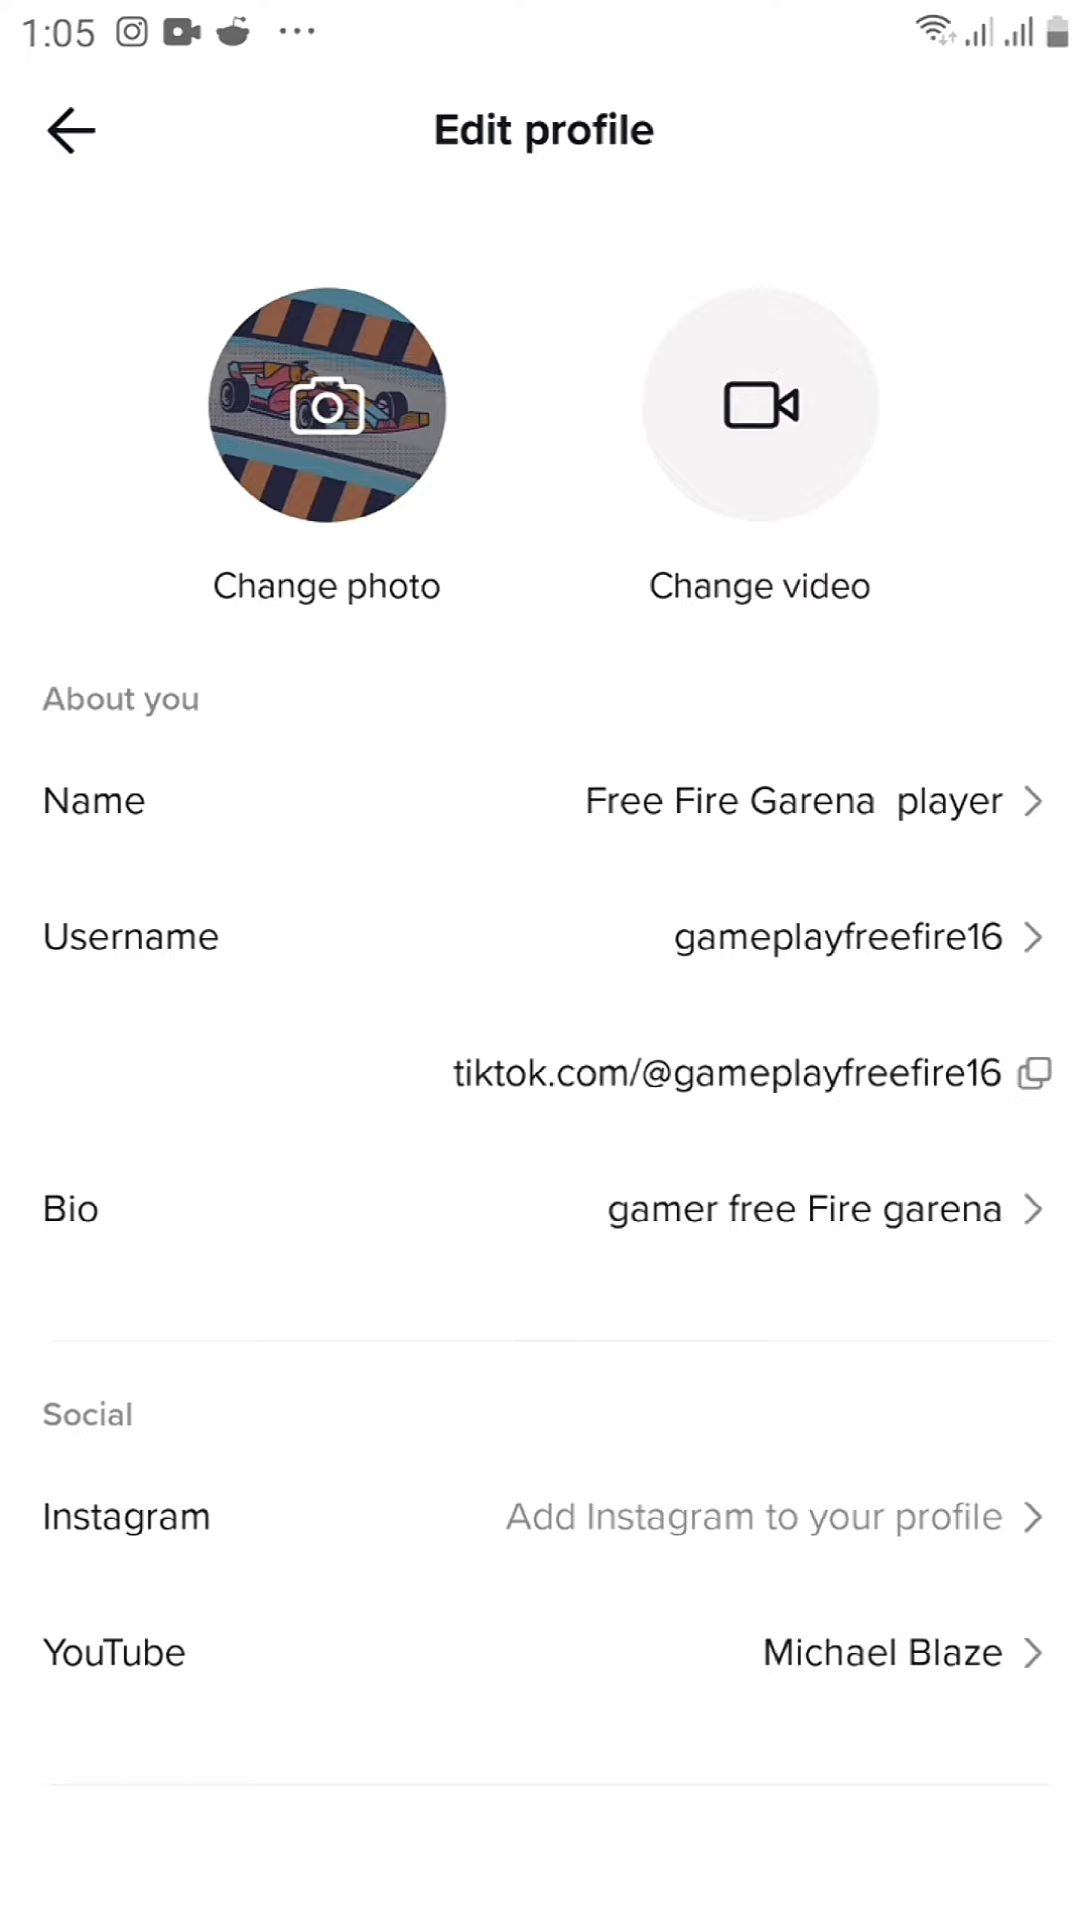 1:05
Edit profile
Change photo
Change video
About you
Name
Free Fire Garena  player
Username
gameplayfreefire16
tiktok.com/@gameplayfreefire16
Bio
gamer free Fire garena
Social
Instagram
Add Instagram to your profile
YouTube
Michael Blaze